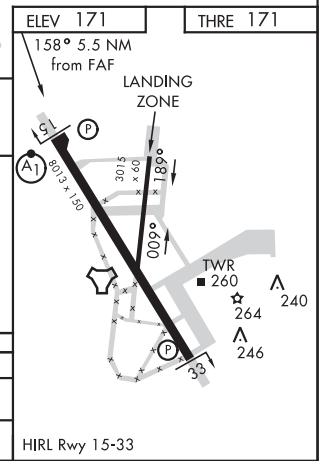 ELEV 171
THRE 171
158° 5.5 NM
from FAF
LANDING
ZONE
15
P
A1
8013 x 150
3015
x 60
189°
009°
TWR
260
264
240
246
P
33
HIRL Rwy 15-33